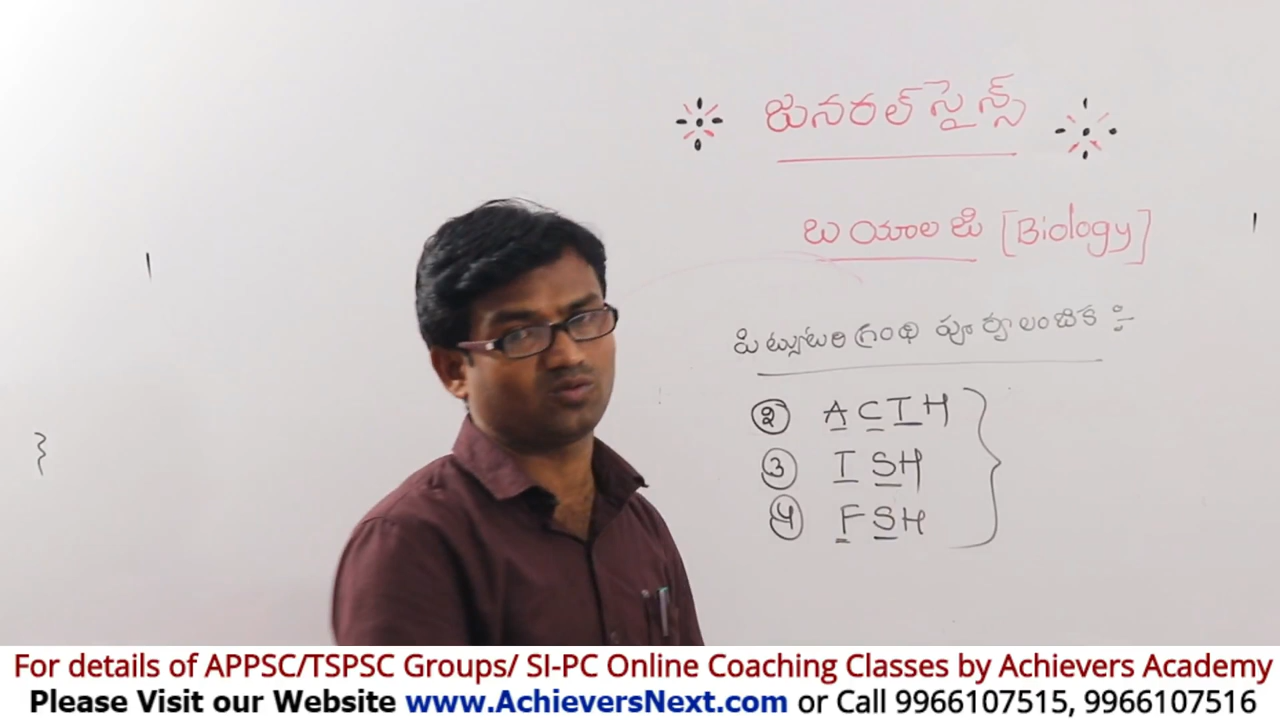 జనరల్ సైన్స్
బయాలజి [Biology]
పిట్యుటరి గ్రంథి పూర్వలంబిక :-
② ACTH
③ ISH
④ FSH
For details of APPSC/TSPSC Groups/ SI-PC Online Coaching Classes by Achievers Academy
Please Visit our Website www.AchieversNext.com or Call 9966107515, 9966107516